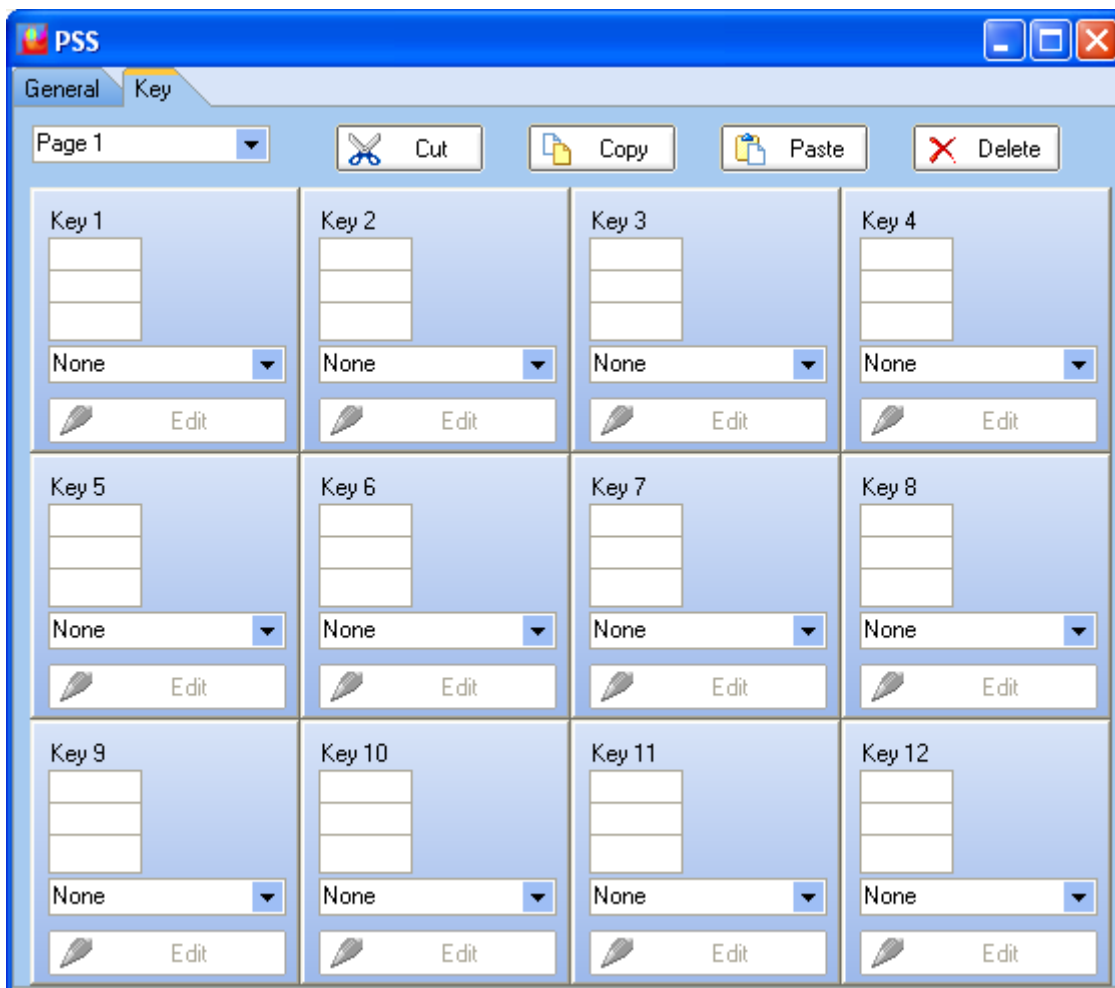 PSS
General Key
Page 1 Cut Copy Paste Delete
Key 1 Key 2 Key 3 Key 4
None None None None
Edit Edit Edit Edit
Key 5 Key 6 Key 7 Key 8
None None None None
Edit Edit Edit Edit
Key 9 Key 10 Key 11 Key 12
None None None None
Edit Edit Edit Edit